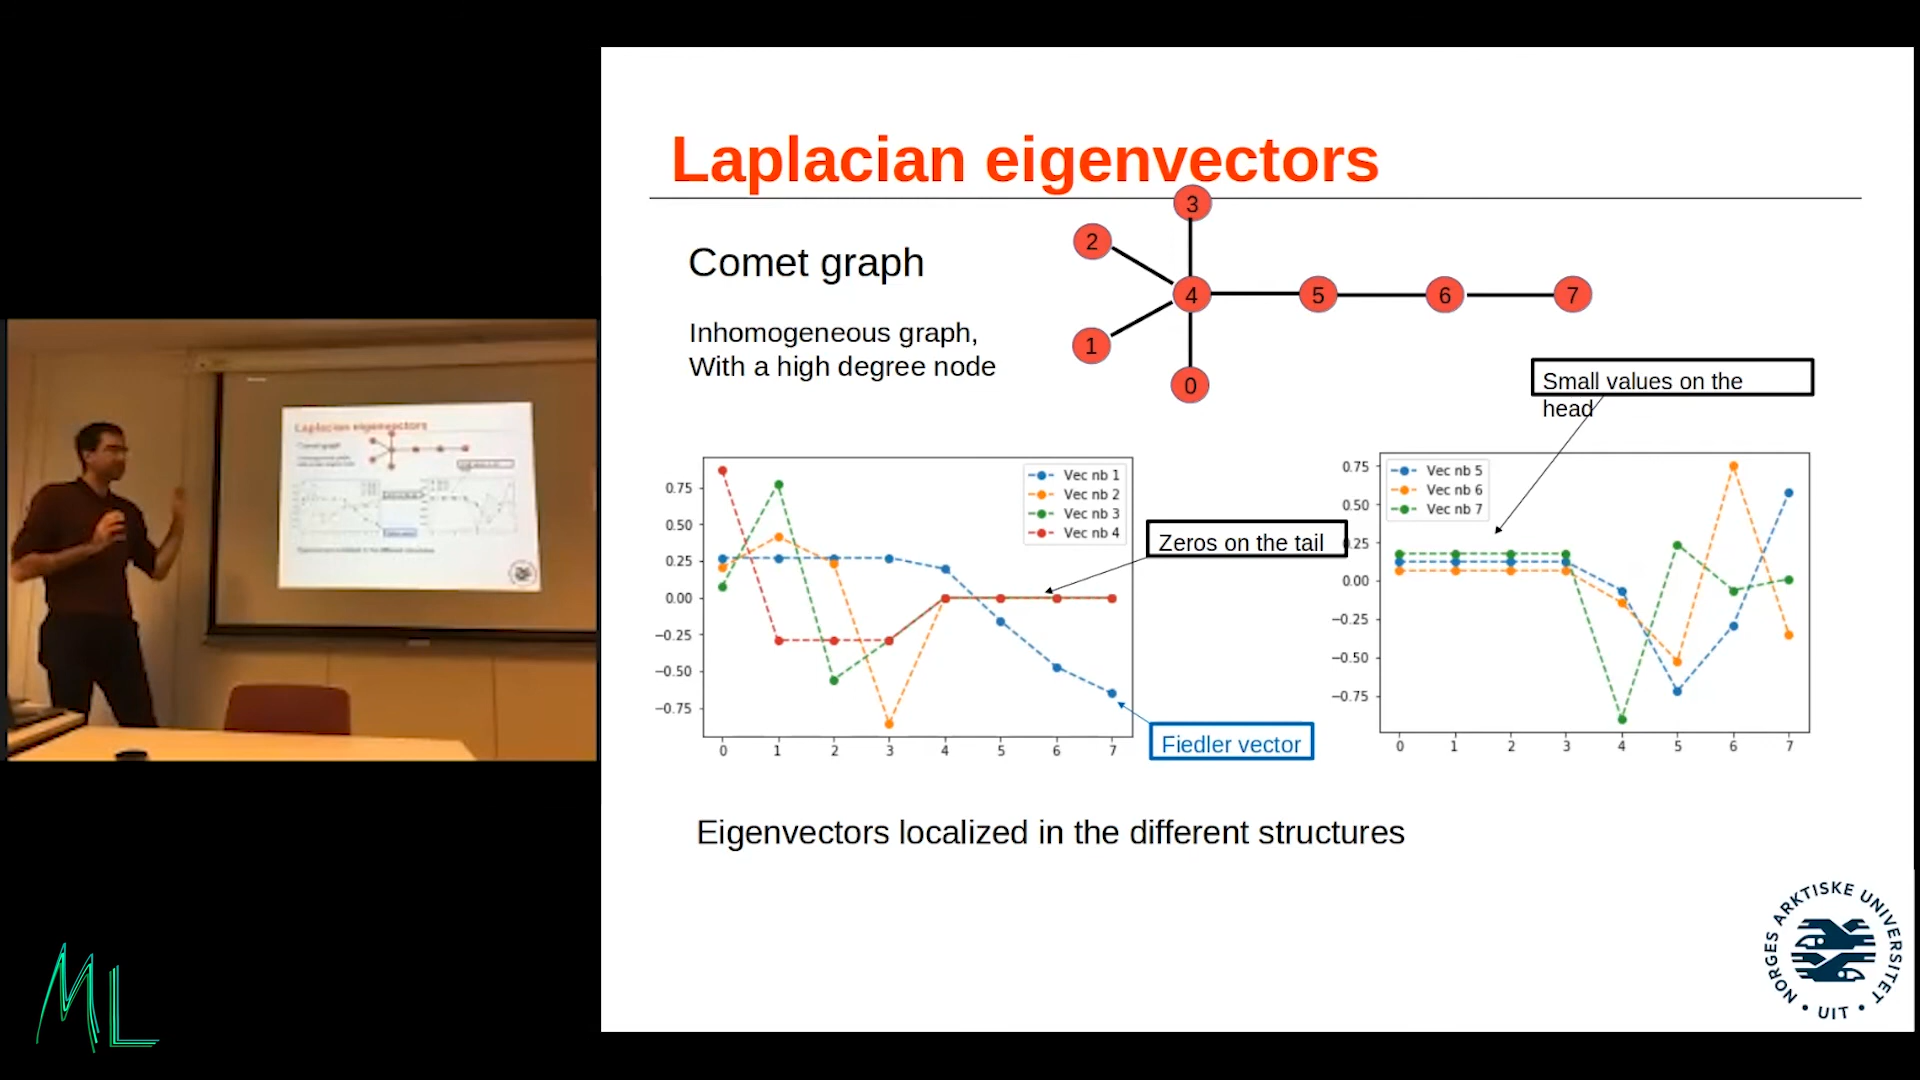 Laplacian eigenvectors
Comet graph
Inhomogeneous graph,
With a high degree node
3
2
4
5
6
7
1
0
Small values on the
head
0.75
0.50
0.25
0.00
−0.25
−0.50
−0.75
0
1
2
3
4
5
6
7
Vec nb 1
Vec nb 2
Vec nb 3
Vec nb 4
Zeros on the tail
Fiedler vector
0.75
0.50
0.25
0.00
−0.25
−0.50
−0.75
0
1
2
3
4
5
6
7
Vec nb 5
Vec nb 6
Vec nb 7
Eigenvectors localized in the different structures
NORGES ARKTISKE UNIVERSITET
• UIT •
ML
Laplacian eigenvectors
Comet graph